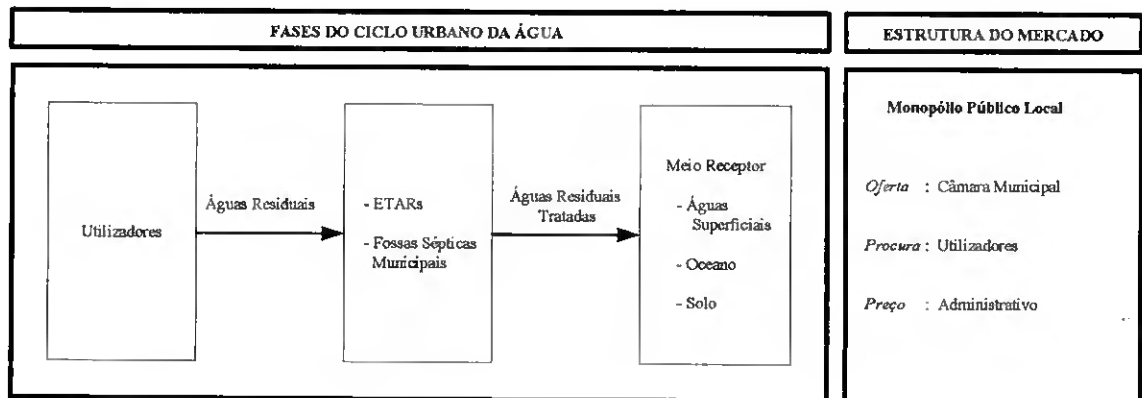 FASES DO CICLO URBANO DA ÁGUA
ESTRUTURA DO MERCADO
Utilizadores
Águas Residuais
- ETARs
- Fossas Sépticas
Municipais
Águas Residuais
Tratadas
Meio Receptor
- Águas
Superficiais
- Oceano
- Solo
Monopólio Público Local
Oferta : Câmara Municipal
Procura : Utilizadores
Preço : Administrativo